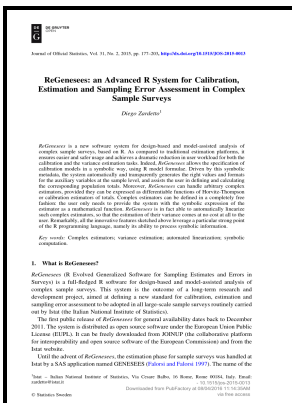 DE GRUYTER
OPEN
G
Journal of Official Statistics, Vol. 31, No. 2, 2015, pp. 177–203, http://dx.doi.org/10.1515/JOS-2015-0013
ReGenesees: an Advanced R System for Calibration,
Estimation and Sampling Error Assessment in Complex
Sample Surveys
Diego Zardetto¹
ReGenesees is a new software system for design-based and model-assisted analysis of
complex sample surveys, based on R. As compared to traditional estimation platforms, it
ensures easier and safer usage and achieves a dramatic reduction in user workload for both the
calibration and the variance estimation tasks. Indeed, ReGenesees allows the specification of
calibration models in a symbolic way, using R model formulae. Driven by this symbolic
metadata, the system automatically and transparently generates the right values and formats
for the auxiliary variables at the sample level, and assists the user in defining and calculating
the corresponding population totals. Moreover, ReGenesees can handle arbitrary complex
estimators, provided they can be expressed as differentiable functions of Horvitz-Thompson
or calibration estimators of totals. Complex estimators can be defined in a completely free
fashion: the user only needs to provide the system with the symbolic expression of the
estimator as a mathematical function. ReGenesees is in fact able to automatically linearize
such complex estimators, so that the estimation of their variance comes at no cost at all to the
user. Remarkably, all the innovative features sketched above leverage a particular strong point
of the R programming language, namely its ability to process symbolic information.
Key words: Complex estimators; variance estimation; automated linearization; symbolic
computation.
1. What is ReGenesees?
ReGenesees (R Evolved Generalized Software for Sampling Estimates and Errors in
Surveys) is a full-fledged R software for design-based and model-assisted analysis of
complex sample surveys. This system is the outcome of a long-term research and
development project, aimed at defining a new standard for calibration, estimation and
sampling error assessment to be adopted in all large-scale sample surveys routinely carried
out by Istat (the Italian National Institute of Statistics).
The first public release of ReGenesees for general availability dates back to December
2011. The system is distributed as open source software under the European Union Public
License (EUPL). It can be freely downloaded from JOINUP (the collaborative platform
for interoperability and open source software of the European Commission) and from the
Istat website.
Until the advent of ReGenesees, the estimation phase for sample surveys was handled at
Istat by a SAS application named GENESEES (Falorsi and Falorsi 1997). The name of the
¹ Istat – Italian National Institute of Statistics, Via Cesare Balbo, 16 Rome, Rome 00184, Italy. Email:
zardetto@istat.it
- 10.1515/jos-2015-0013
Downloaded from PubFactory at 08/04/2016 11:14:20AM
via free access
© Statistics Sweden